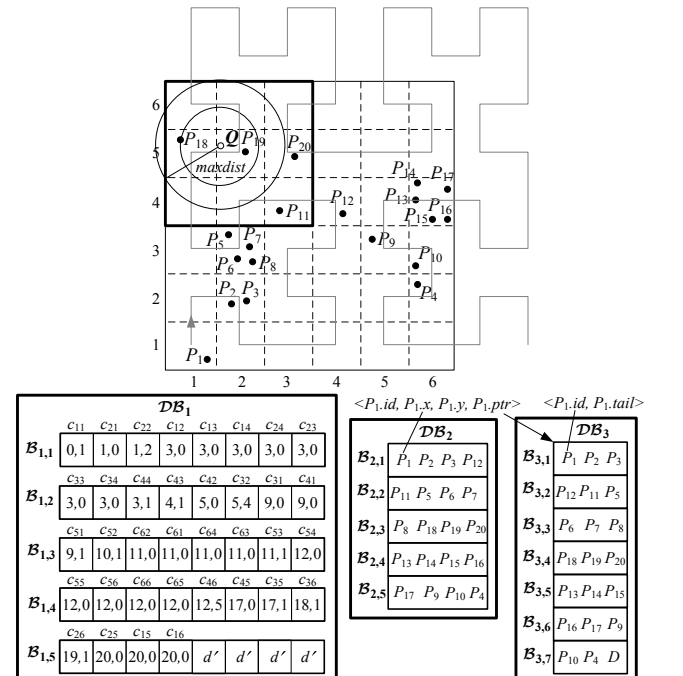 6
P18 Q P19 P20
5
maxdist
P14 P17
4
P13
P12 P15 P16
P11
P5 P7
3
P9
P6 P8
P10
P2 P3 P4
2
1
P1
1 2 3 4 5 6
<P1.id, P1.x, P1.y, P1.ptr> <P1.id, P1.tail>
DB1
c11 c21 c22 c12 c13 c14 c24 c23
B1,1 0,1 1,0 1,2 3,0 3,0 3,0 3,0 3,0
c33 c34 c44 c43 c42 c32 c31 c41
B1,2 3,0 3,0 3,1 4,1 5,0 5,4 9,0 9,0
c51 c52 c62 c61 c64 c63 c53 c54
B1,3 9,1 10,1 11,0 11,0 11,0 11,0 11,1 12,0
c55 c56 c66 c65 c46 c45 c35 c36
B1,4 12,0 12,0 12,0 12,0 12,5 17,0 17,1 18,1
c26 c25 c15 c16
B1,5 19,1 20,0 20,0 20,0 d′ d′ d′ d′
DB2
B2,1 P1 P2 P3 P12
B2,2 P11 P5 P6 P7
B2,3 P8 P18 P19 P20
B2,4 P13 P14 P15 P16
B2,5 P17 P9 P10 P4
DB3
B3,1 P1 P2 P3
B3,2 P12 P11 P5
B3,3 P6 P7 P8
B3,4 P18 P19 P20
B3,5 P13 P14 P15
B3,6 P16 P17 P9
B3,7 P10 P4 D